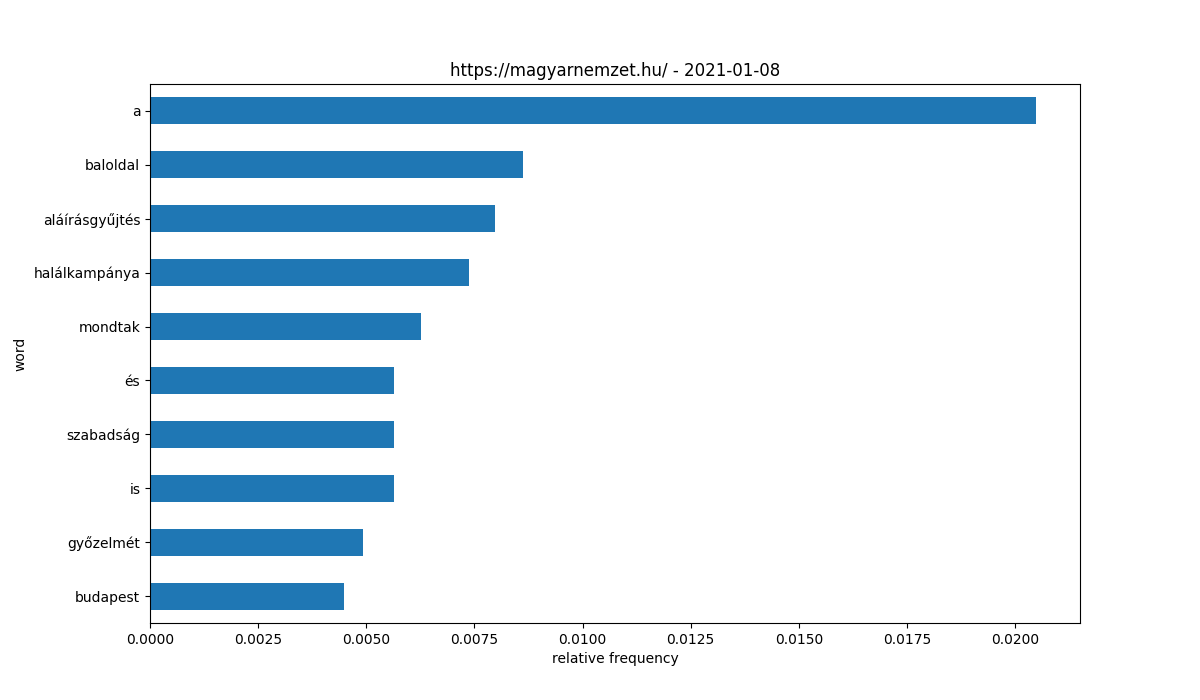 https://magyarnemzet.hu/ - 2021-01-08
a
baloldal
aláírásgyűjtés
halálkampánya
mondtak
és
szabadság
is
győzelmét
budapest
word
0.0000 0.0025 0.0050 0.0075 0.0100 0.0125 0.0150 0.0175 0.0200
relative frequency